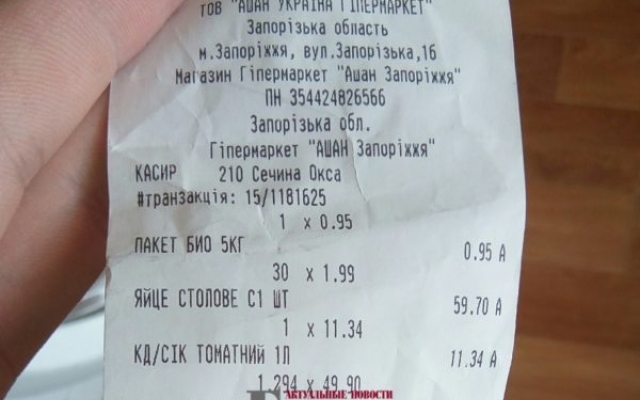 ТОВ "АШАН УКРАЇНА ГІПЕРМАРКЕТ"
Запорізька область
м.Запоріжжя, вул.Запорізька,1б
Магазин Гіпермаркет "Ашан Запоріжжя"
ПН 354424826566
Запорізька обл.
Гіпермаркет "АШАН Запоріжжя"
КАСИР 210 Сечина Окса
#транзакція: 15/1181625
1 x 0.95
ПАКЕТ БИО 5КГ 0.95 А
30 x 1.99
ЯЙЦЕ СТОЛОВЕ С1 ШТ 59.70 А
1 x 11.34
КД/СІК ТОМАТНИЙ 1Л 11.34 А
1.294 x 49.90
АКТУАЛЬНЫЕ НОВОСТИ